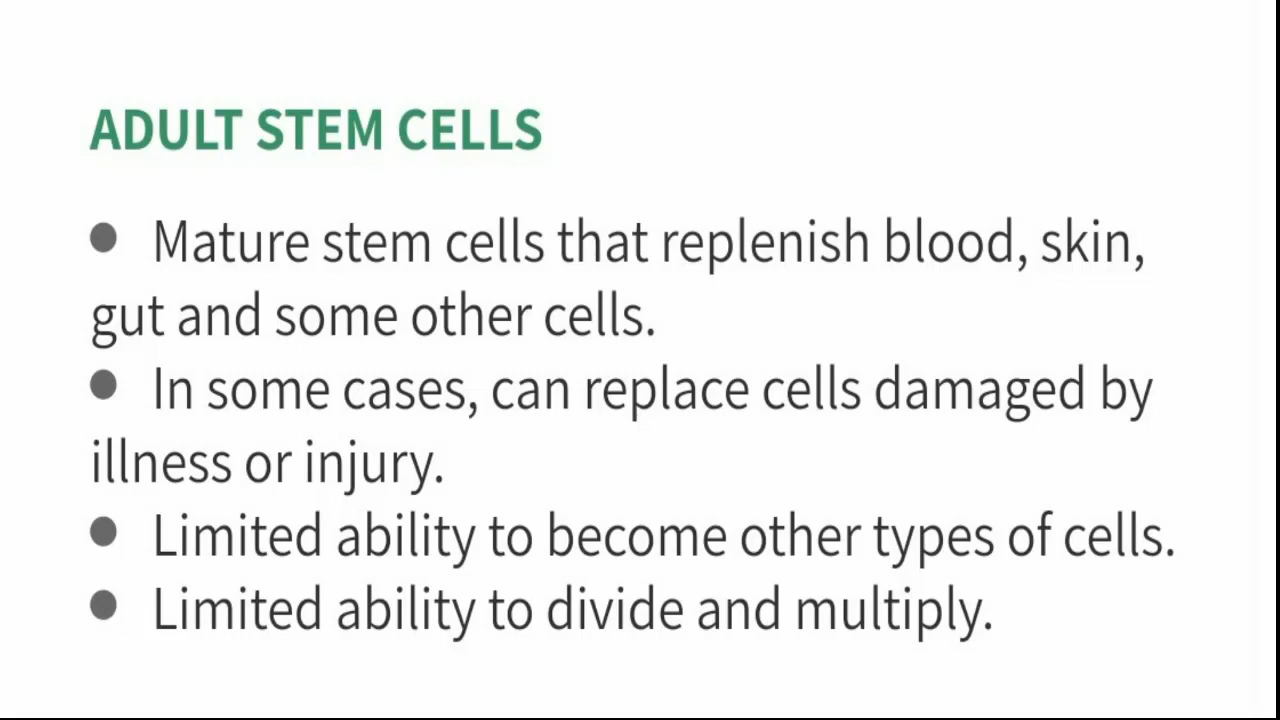 ADULT STEM CELLS
● Mature stem cells that replenish blood, skin,
gut and some other cells.
● In some cases, can replace cells damaged by
illness or injury.
● Limited ability to become other types of cells.
● Limited ability to divide and multiply.